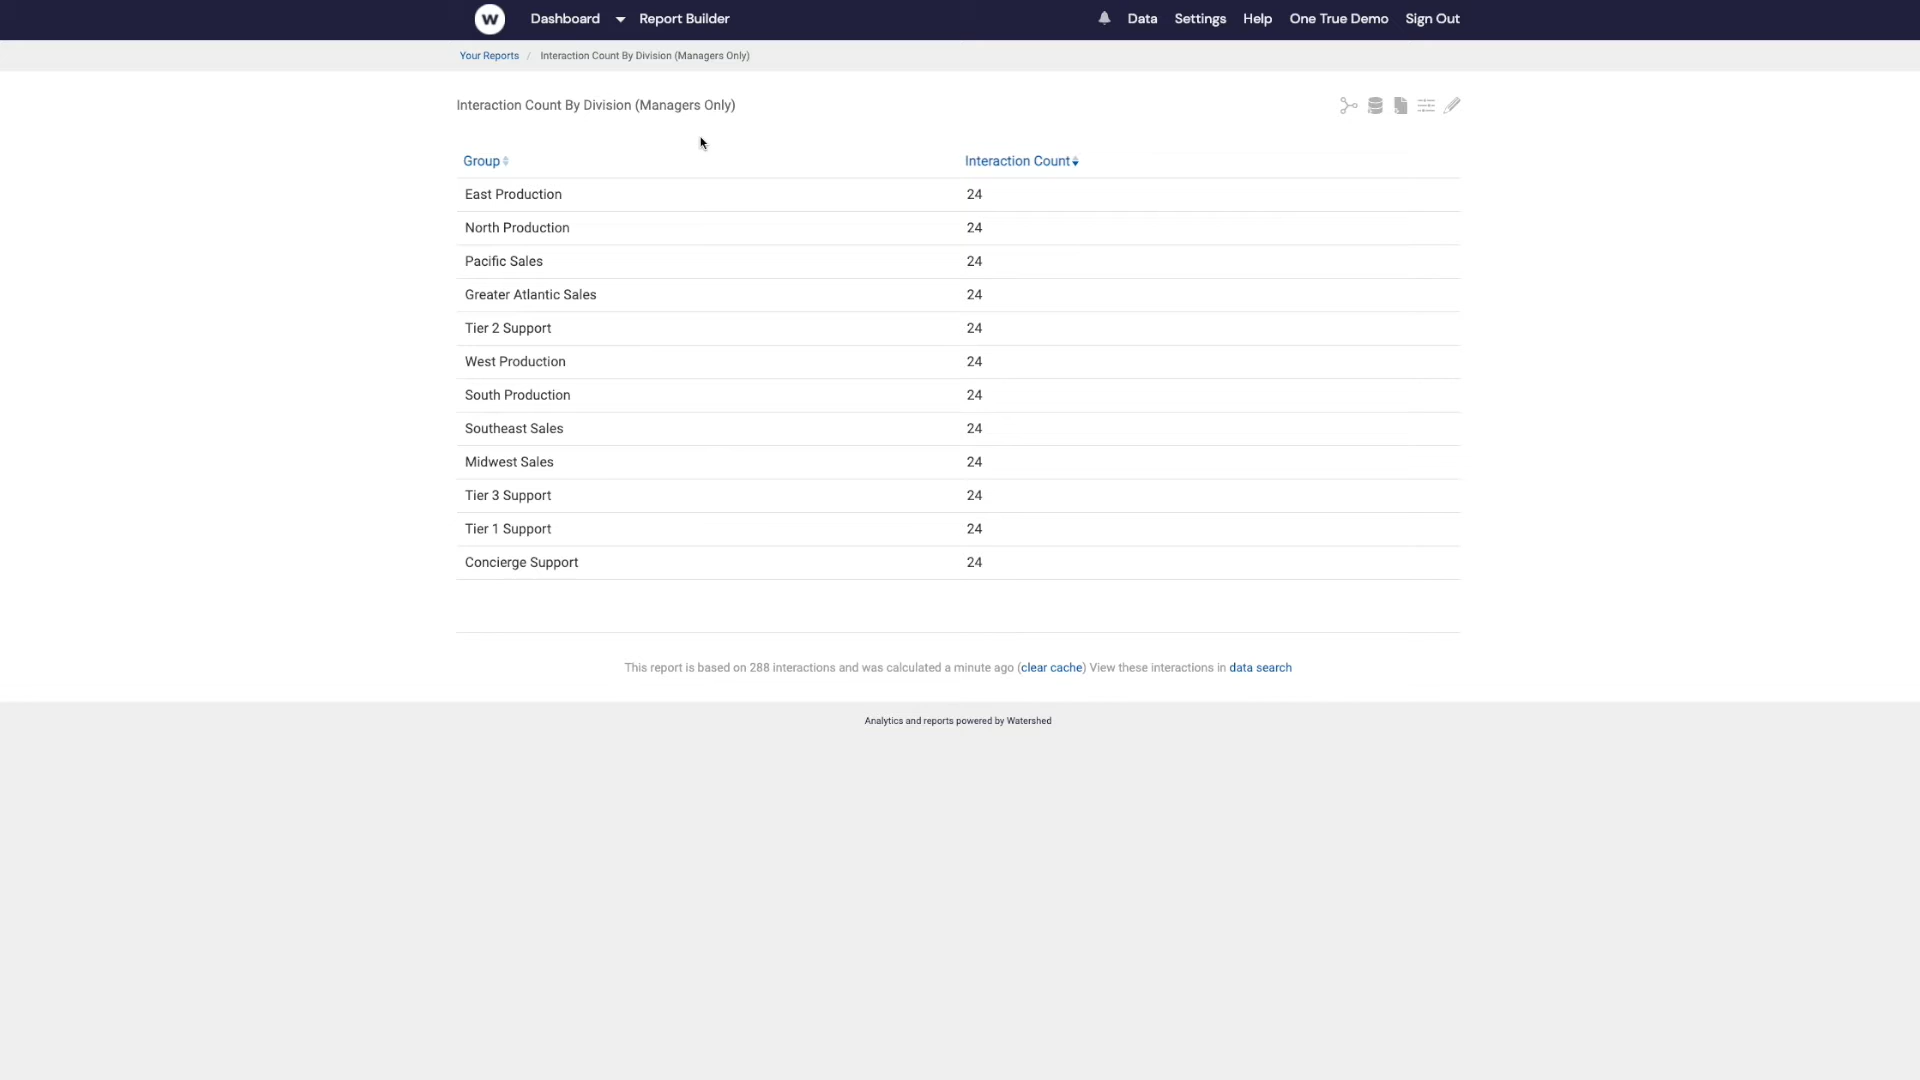 W Dashboard Report Builder Data Settings Help One True Demo Sign Out
Your Reports / Interaction Count By Division (Managers Only)
Interaction Count By Division (Managers Only)
Group Interaction Count
East Production 24
North Production 24
Pacific Sales 24
Greater Atlantic Sales 24
Tier 2 Support 24
West Production 24
South Production 24
Southeast Sales 24
Midwest Sales 24
Tier 3 Support 24
Tier 1 Support 24
Concierge Support 24
This report is based on 288 interactions and was calculated a minute ago (clear cache) View these interactions in data search
Analytics and reports powered by Watershed